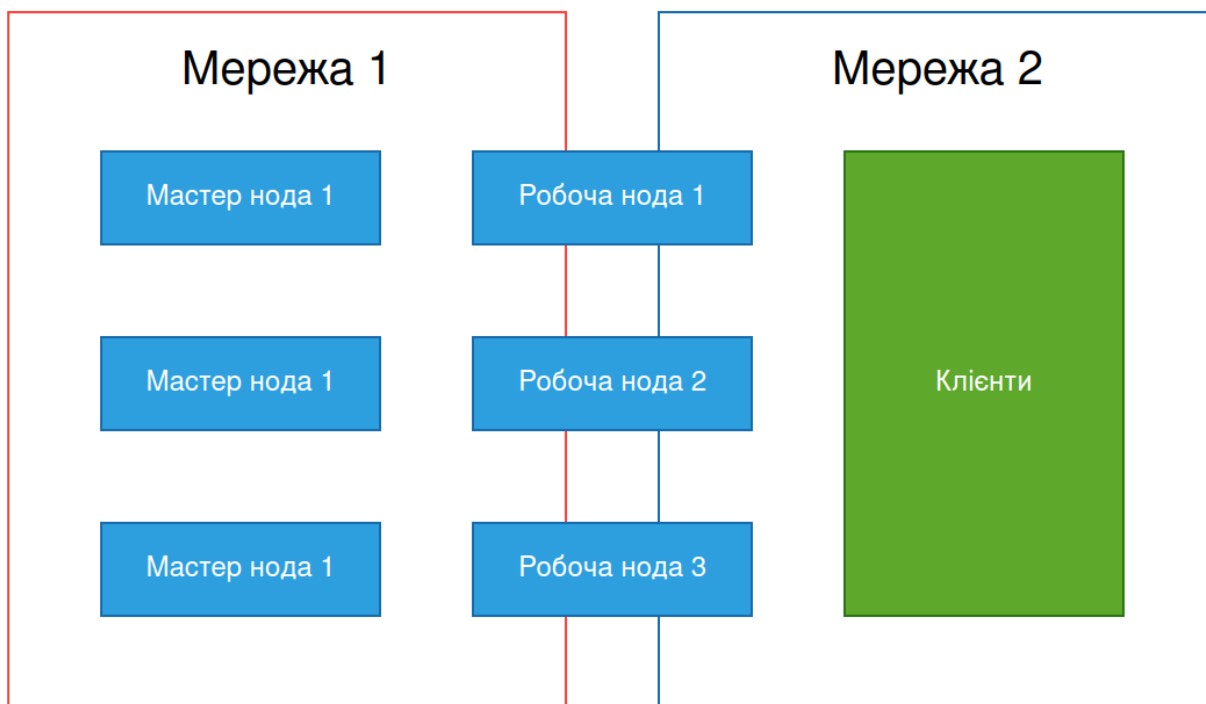 Мережа 1
Мережа 2
Мастер нода 1
Робоча нода 1
Мастер нода 1
Робоча нода 2
Клієнти
Мастер нода 1
Робоча нода 3